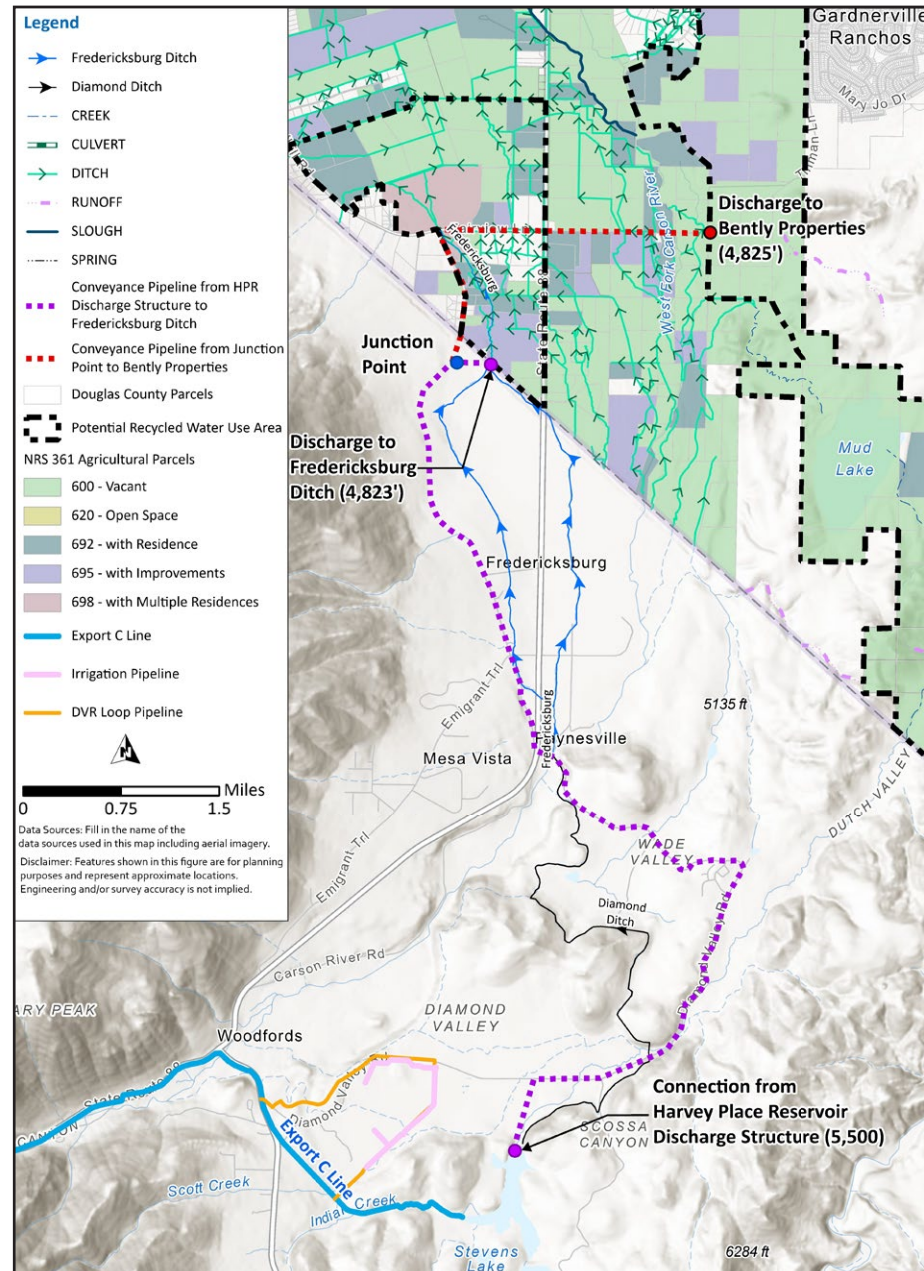 Legend
Fredericksburg Ditch
Diamond Ditch
CREEK
CULVERT
DITCH
RUNOFF
SLOUGH
SPRING
Conveyance Pipeline from HPR
Discharge Structure to
Fredericksburg Ditch
Conveyance Pipeline from Junction
Point to Bently Properties
Douglas County Parcels
Potential Recycled Water Use Area
NRS 361 Agricultural Parcels
600 - Vacant
620 - Open Space
692 - with Residence
695 - with Improvements
698 - with Multiple Residences
Export C Line
Irrigation Pipeline
DVR Loop Pipeline
N
Miles
0 0.75 1.5
Data Sources: Fill in the name of the
data sources used in this map including aerial imagery.
Disclaimer: Features shown in this figure are for planning
purposes and represent approximate locations.
Engineering and/or survey accuracy is not implied.
Gardnerville
Ranchos
Mary Jo Dr
Discharge to
Bently Properties
(4,825')
West Fork Carson River
Fredericksburg
State Route 88
Junction
Point
Mud
Lake
Discharge to
Fredericksburg
Ditch (4,823')
Fredericksburg
Emigrant Trl
5135 ft
Fredericksburg
Mesa Vista
DUTCH VALLEY
WADE
VALLEY
Emigrant Trl
Diamond
Ditch
Diamond Valley Rd
Carson River Rd
DIAMOND
VALLEY
Woodfords
State Route 88
CANYON
Connection from
Harvey Place Reservoir
Discharge Structure (5,500)
SCOSSA
CANYON
Export C Line
Scott Creek
Indian Creek
Stevens
Lake
6284 ft